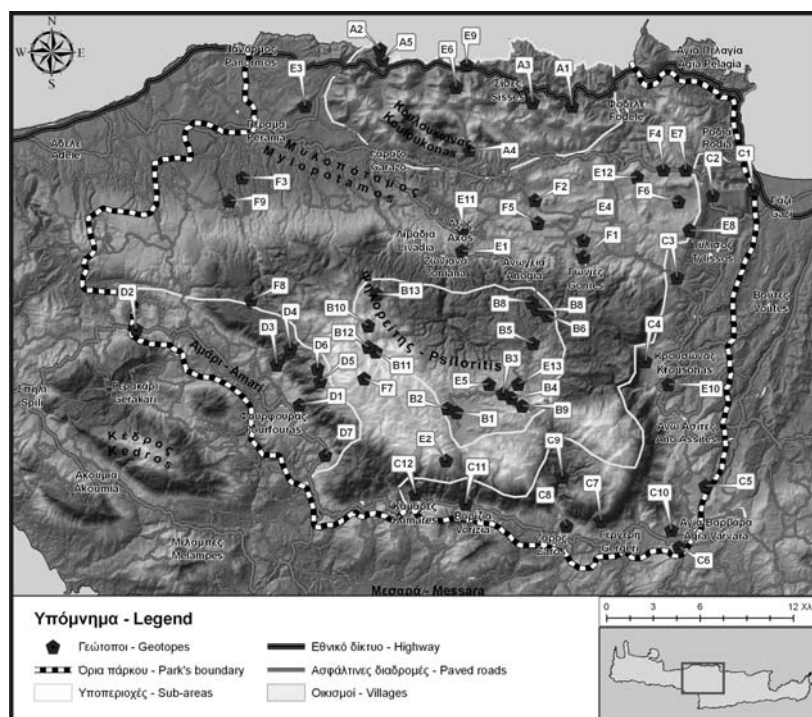 N
W E
S
A2
A5
E6
E9
A3
A1
Πάνορμος
Panormos
Αγία Πελαγία
Agia Pelagia
E3
Σίσες
Sisses
Φόδελε
Fodele
Κουλούκωνας
Kouloukonas
Πέραμα
Perama
Αδελε
Adele
Γαράζο
Garazo
A4
Ροδιά
Rodia
F4
E7
C1
C2
Μυλοπόταμος
Mylopotamos
E12
F3
F9
F2
F6
E11
F5
E4
Γάζι
Gazi
Αξός
Axos
Λιβάδια
Livadia
E1
F1
E8
Τύλισος
Tylissos
C3
Ζωνιανά
Zoniana
Ανώγεια
Anogia
Γωνιές
Gonies
D2
F8
B13
B10
B8
B8
B6
Βούτες
Voutes
Ψηλορείτης - Psiloritis
D4
D3
B12
B5
C4
D6
B11
Αμάρι - Amari
D5
B3
E13
Κρουσώνας
Krousonas
F7
E5
B4
E10
Σπήλι
Spili
Γερακάρι
Gerakari
D1
B2
B1
B9
Φουρφουράς
Fourfouras
Ανω Ασίτες
Ano Assites
Κέδρος
Kedros
D7
E2
C9
Ακούμια
Akoumia
C12
C11
C5
C8
C7
C10
Καμάρες
Kamares
Βορίζια
Vorizia
Αγία Βαρβάρα
Agia Varvara
Ζαρός
Zaros
Γέργερη
Gergeri
C6
Μέλαμπές
Melampes
Μεσαρά - Messara
Υπόμνημα - Legend
Γεώτοποι - Geotopes
Εθνικό δίκτυο - Highway
Όρια πάρκου - Park's boundary
Ασφάλτινες διαδρομές - Paved roads
Υποπεριοχές - Sub-areas
Οικισμοί - Villages
0 3 6 9 12 Χλ